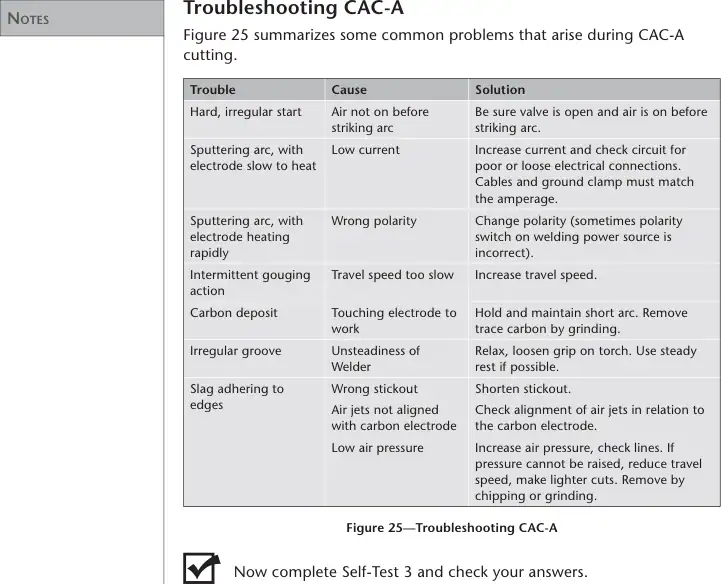 NOTES
Troubleshooting CAC-A
Figure 25 summarizes some common problems that arise during CAC-A
cutting.
Trouble Cause Solution
Hard, irregular start Air not on before Be sure valve is open and air is on before
striking arc striking arc.
Sputtering arc, with Low current Increase current and check circuit for
electrode slow to heat poor or loose electrical connections.
Cables and ground clamp must match
the amperage.
Sputtering arc, with Wrong polarity Change polarity (sometimes polarity
electrode heating switch on welding power source is
rapidly incorrect).
Intermittent gouging Travel speed too slow Increase travel speed.
action
Carbon deposit Touching electrode to Hold and maintain short arc. Remove
work trace carbon by grinding.
Irregular groove Unsteadiness of Relax, loosen grip on torch. Use steady
Welder rest if possible.
Slag adhering to Wrong stickout Shorten stickout.
edges
Air jets not aligned Check alignment of air jets in relation to
with carbon electrode the carbon electrode.
Low air pressure Increase air pressure, check lines. If
pressure cannot be raised, reduce travel
speed, make lighter cuts. Remove by
chipping or grinding.
Figure 25—Troubleshooting CAC-A
Now complete Self-Test 3 and check your answers.